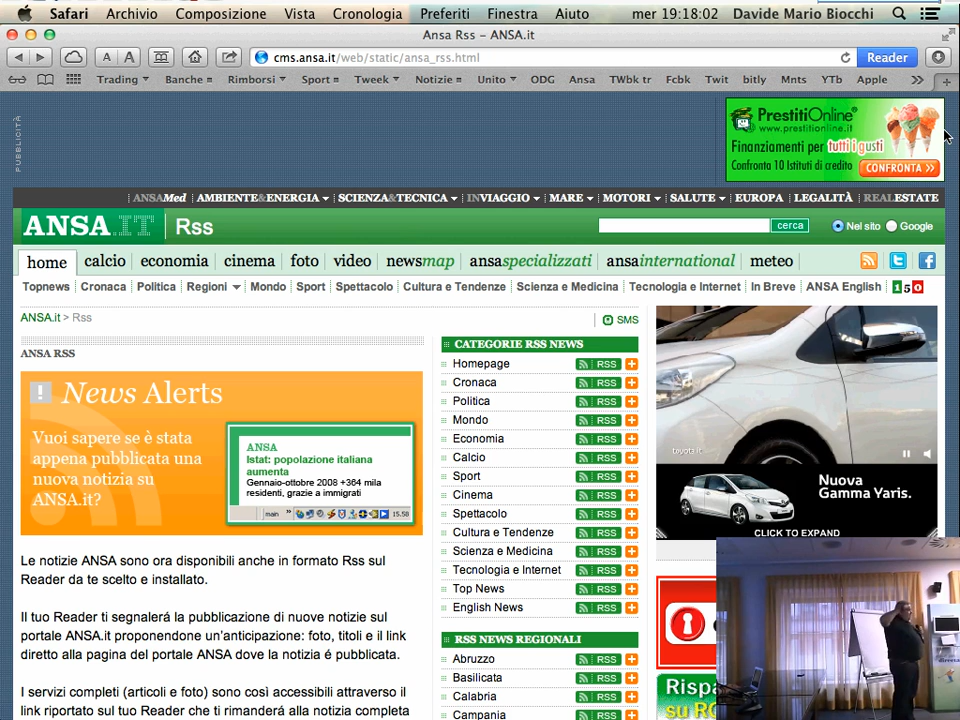 Safari Archivio Composizione Vista Cronologia Preferiti Finestra Aiuto mer 19:18:02 Davide Mario Biocchi
Ansa Rss – ANSA.it
A A cms.ansa.it/web/static/ansa_rss.html Reader
Trading Banche Rimborsi Sport Tweek Notizie Unito ODG Ansa TWbk tr Fcbk Twit bitly Mnts YTb Apple
PUBBLICITÀ
PrestitiOnline
www.prestitionline.it
Finanziamenti per tutti i gusti
Confronta 10 Istituti di credito CONFRONTA >>
ANSAMed AMBIENTE&ENERGIA SCIENZA&TECNICA INVIAGGIO MARE MOTORI SALUTE EUROPA LEGALITÀ REALESTATE
ANSA.IT Rss cerca Nel sito Google
home calcio economia cinema foto video newsmap ansaspecializzati ansainternational meteo
Topnews Cronaca Politica Regioni Mondo Sport Spettacolo Cultura e Tendenze Scienza e Medicina Tecnologia e Internet In Breve ANSA English 150
ANSA.it > Rss SMS
ANSA RSS
! News Alerts
Vuoi sapere se è stata
appena pubblicata una
nuova notizia su
ANSA.it?
ANSA
Istat: popolazione italiana
aumenta
Gennaio-ottobre 2008 +364 mila
residenti, grazie a immigrati
main » 15.58
Le notizie ANSA sono ora disponibili anche in formato Rss sul
Reader da te scelto e installato.
Il tuo Reader ti segnalerá la pubblicazione di nuove notizie sul
portale ANSA.it proponendone un'anticipazione: foto, titoli e il link
diretto alla pagina del portale ANSA dove la notizia é pubblicata.
I servizi completi (articoli e foto) sono così accessibili attraverso il
link riportato sul tuo Reader che ti rimanderá alla notizia completa
CATEGORIE RSS NEWS
Homepage RSS
Cronaca RSS
Politica RSS
Mondo RSS
Economia RSS
Calcio RSS
Sport RSS
Cinema RSS
Spettacolo RSS
Cultura e Tendenze RSS
Scienza e Medicina RSS
Tecnologia e Internet RSS
Top News RSS
English News RSS
RSS NEWS REGIONALI
Abruzzo RSS
Basilicata RSS
Calabria RSS
Campania RSS
toyota.it
Nuova
Gamma Yaris.
CLICK TO EXPAND
Rispa
su RC